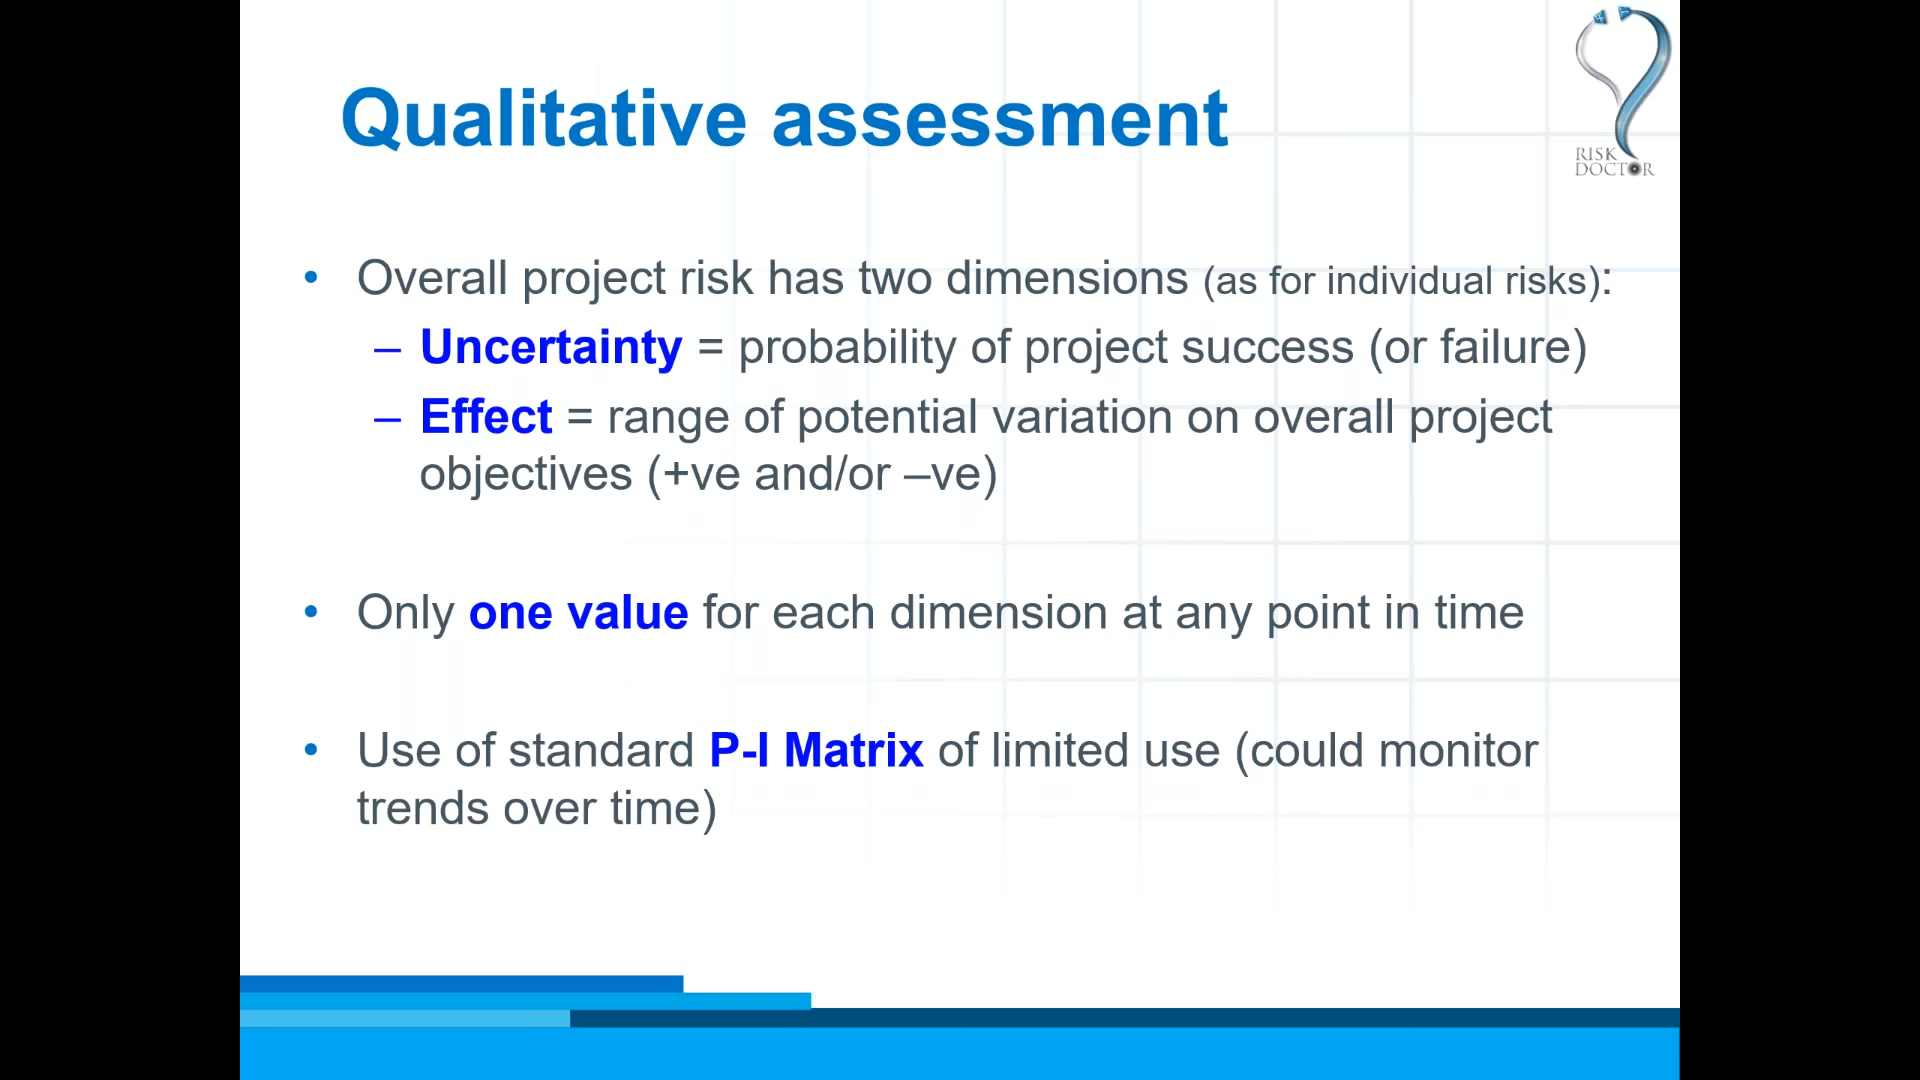 Qualitative assessment
RISK
DOCTOR
• Overall project risk has two dimensions (as for individual risks):
– Uncertainty = probability of project success (or failure)
– Effect = range of potential variation on overall project
objectives (+ve and/or –ve)
• Only one value for each dimension at any point in time
• Use of standard P-I Matrix of limited use (could monitor
trends over time)